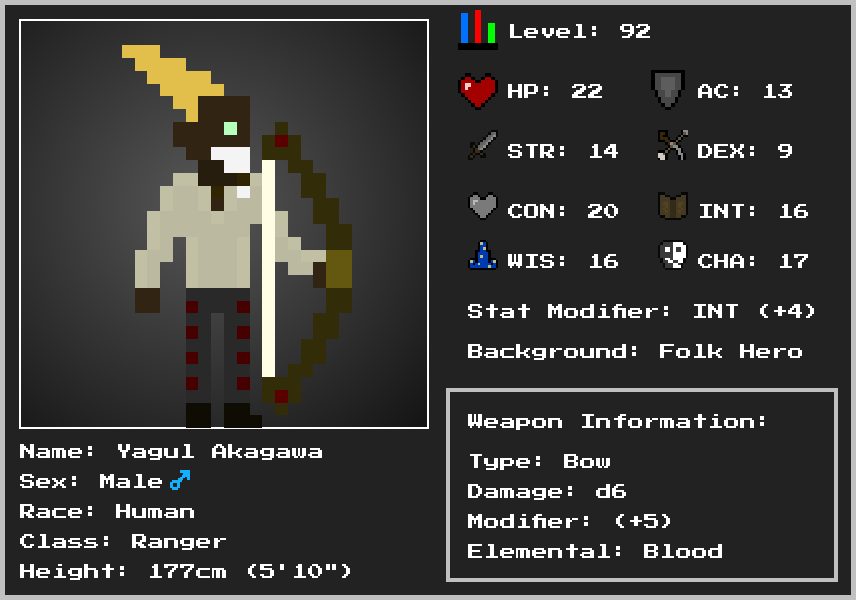 Level: 92
HP: 22 AC: 13
STR: 14 DEX: 9
CON: 20 INT: 16
WIS: 16 CHA: 17
Stat Modifier: INT (+4)
Background: Folk Hero
Weapon Information:
Type: Bow
Damage: d6
Modifier: (+5)
Elemental: Blood
Name: Yagul Akagawa
Sex: Male ♂
Race: Human
Class: Ranger
Height: 177cm (5'10")